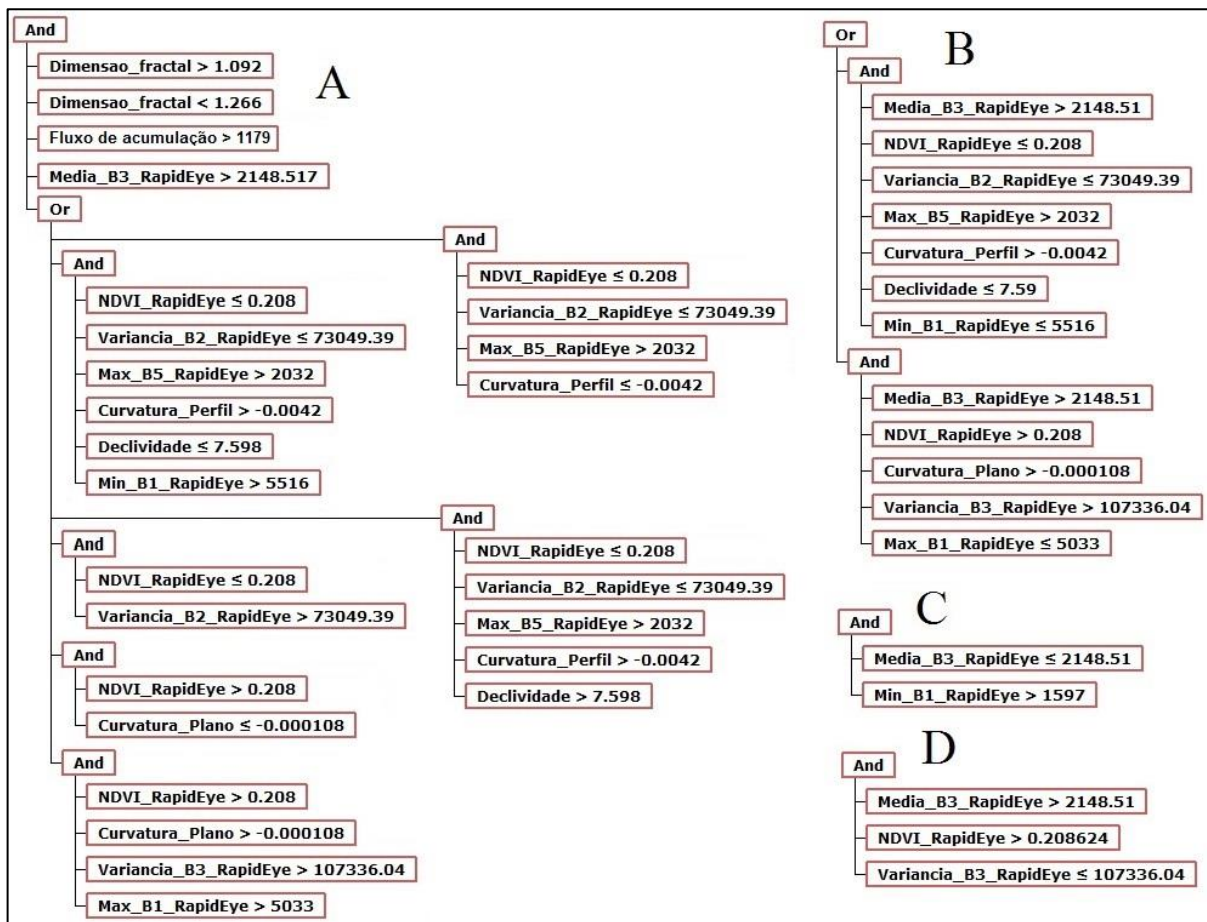 A
And
Dimensao_fractal > 1.092
Dimensao_fractal < 1.266
Fluxo de acumulação > 1179
Media_B3_RapidEye > 2148.517
Or
And
NDVI_RapidEye ≤ 0.208
Variancia_B2_RapidEye ≤ 73049.39
Max_B5_RapidEye > 2032
Curvatura_Perfil > -0.0042
Declividade ≤ 7.598
Min_B1_RapidEye > 5516
And
NDVI_RapidEye ≤ 0.208
Variancia_B2_RapidEye ≤ 73049.39
Max_B5_RapidEye > 2032
Curvatura_Perfil ≤ -0.0042
And
NDVI_RapidEye ≤ 0.208
Variancia_B2_RapidEye > 73049.39
And
NDVI_RapidEye ≤ 0.208
Variancia_B2_RapidEye ≤ 73049.39
Max_B5_RapidEye > 2032
Curvatura_Perfil > -0.0042
Declividade > 7.598
And
NDVI_RapidEye > 0.208
Curvatura_Plano ≤ -0.000108
And
NDVI_RapidEye > 0.208
Curvatura_Plano > -0.000108
Variancia_B3_RapidEye > 107336.04
Max_B1_RapidEye > 5033
B
Or
And
Media_B3_RapidEye > 2148.51
NDVI_RapidEye ≤ 0.208
Variancia_B2_RapidEye ≤ 73049.39
Max_B5_RapidEye > 2032
Curvatura_Perfil > -0.0042
Declividade ≤ 7.59
Min_B1_RapidEye ≤ 5516
And
Media_B3_RapidEye > 2148.51
NDVI_RapidEye > 0.208
Curvatura_Plano > -0.000108
Variancia_B3_RapidEye > 107336.04
Max_B1_RapidEye ≤ 5033
C
And
Media_B3_RapidEye ≤ 2148.51
Min_B1_RapidEye > 1597
D
And
Media_B3_RapidEye > 2148.51
NDVI_RapidEye > 0.208624
Variancia_B3_RapidEye ≤ 107336.04